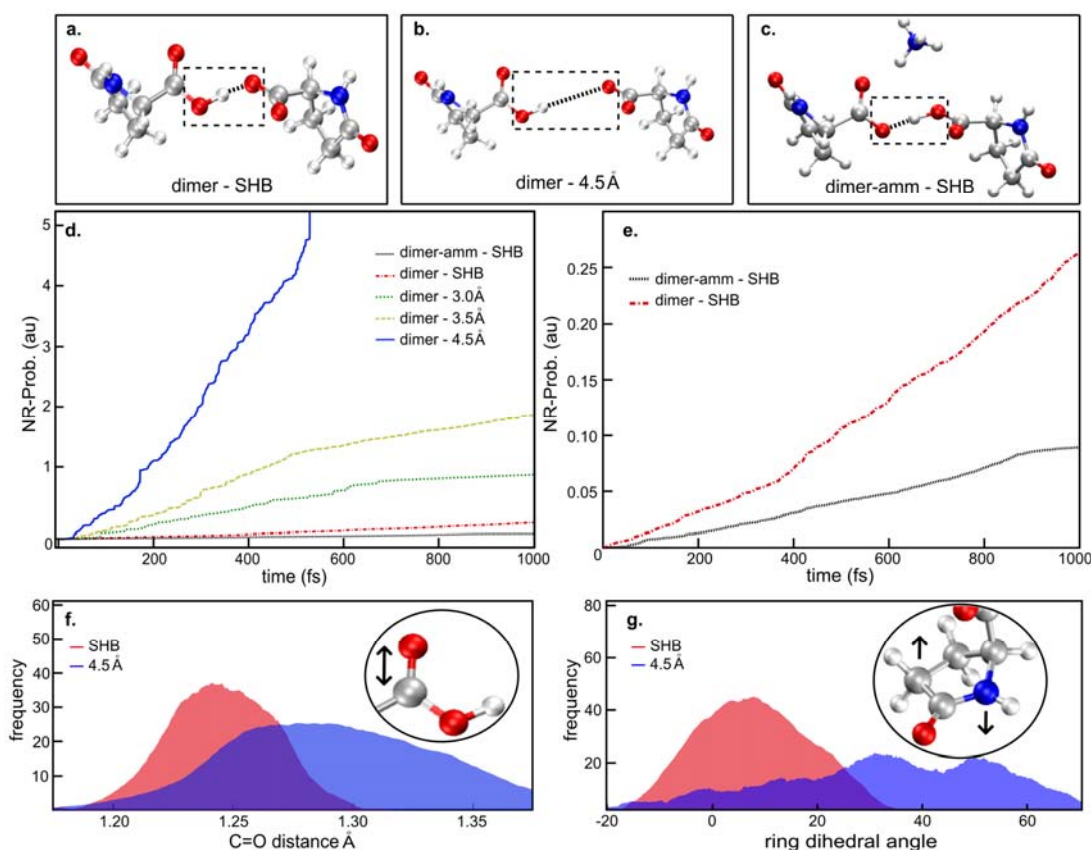 a.
dimer - SHB
b.
dimer - 4.5Å
c.
dimer-amm - SHB
d.
5
4
3
2
1
0
NR-Prob. (au)
dimer-amm - SHB
dimer - SHB
dimer - 3.0Å
dimer - 3.5Å
dimer - 4.5Å
200 400 600 800 1000
time (fs)
e.
0.25
0.20
0.15
0.10
0.05
0
NR-Prob. (au)
dimer-amm - SHB
dimer - SHB
200 400 600 800 1000
time (fs)
f.
60
50
40
30
20
10
frequency
SHB
4.5Å
1.20 1.25 1.30 1.35
C=O distance Å
g.
80
60
40
20
frequency
SHB
4.5Å
-20 0 20 40 60
ring dihedral angle